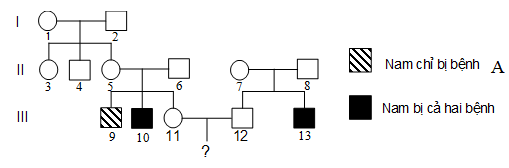 I
1 2
II
3 4 5 6 7 8
Nam chỉ bị bệnh A
III
9 10 11 12 13
Nam bị cả hai bệnh
?